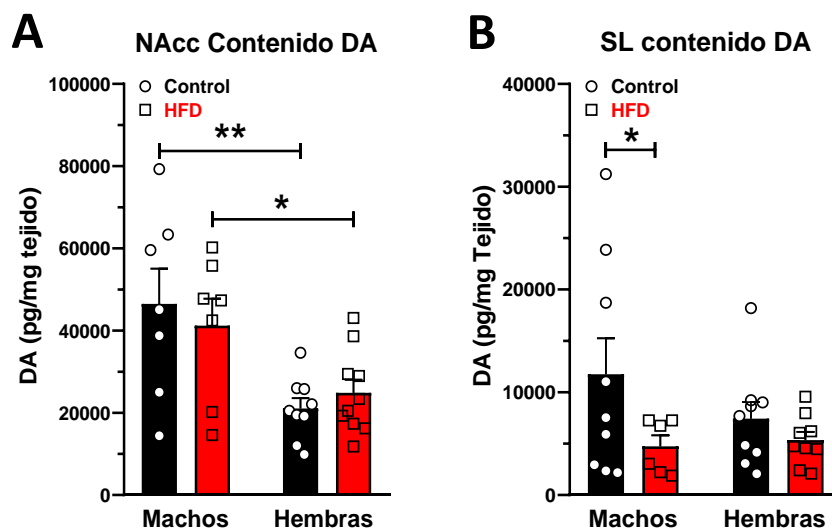 A
NAcc Contenido DA
Control
HFD
**
*
DA (pg/mg tejido)
100000
80000
60000
40000
20000
0
Machos
Hembras
B
SL contenido DA
Control
HFD
*
DA (pg/mg Tejido)
40000
30000
20000
10000
0
Machos
Hembras